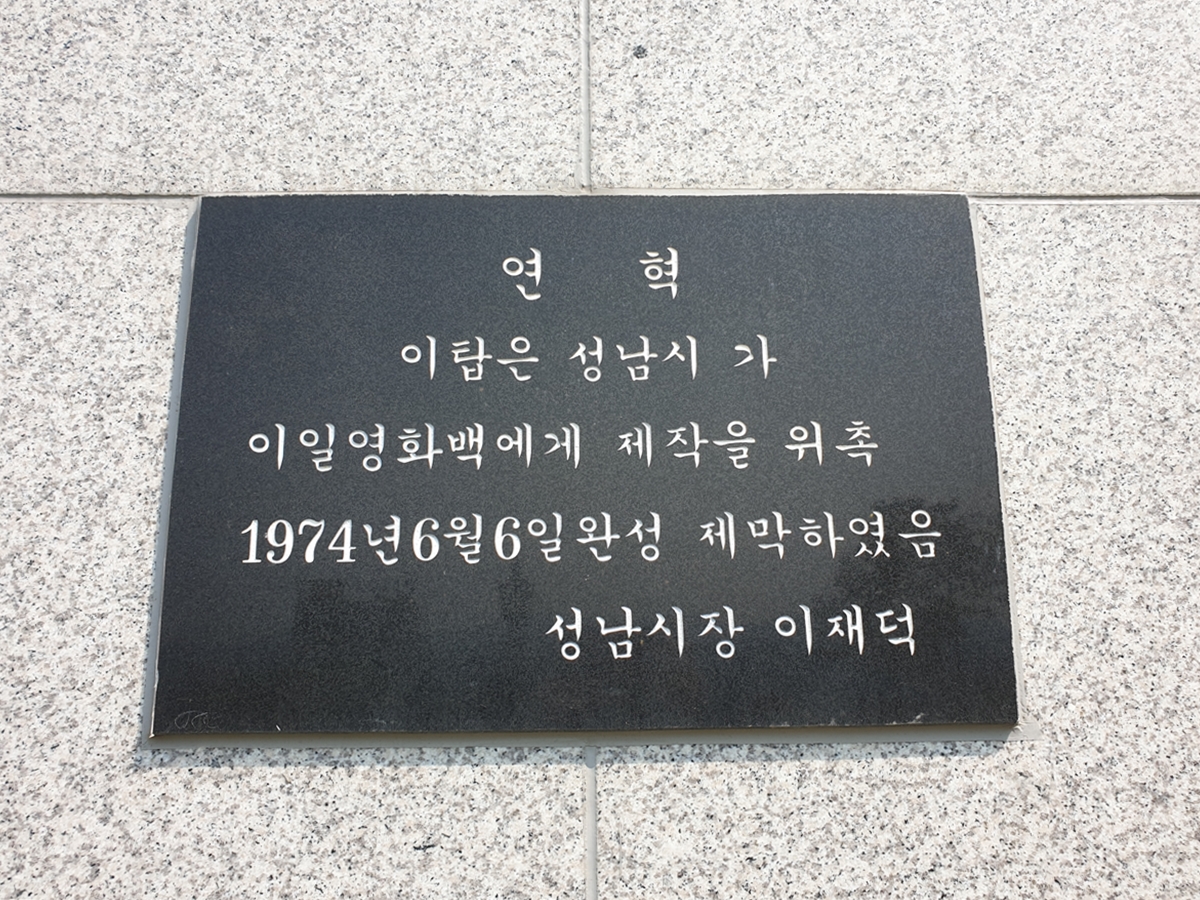 연 혁
이탑은 성남시 가
이일영화백에게 제작을 위촉
1974년6월6일완성 제막하였음
성남시장 이재덕